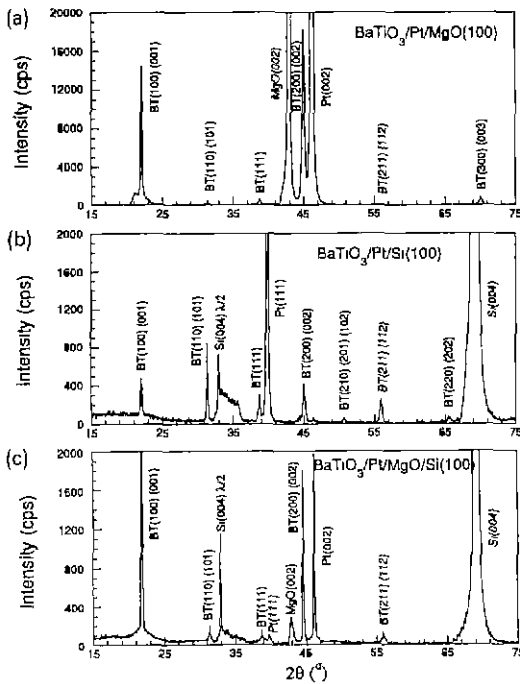 (a)
BaTiO₃/Pt/MgO(100)
Intensity (cps)
20000
16000
12000
8000
4000
0
BT(100) (001)
BT(110) (101)
BT(111)
MgO(002)
BT(200) (002)
Pt(002)
BT(211) (112)
BT(300) (003)
15 25 35 45 55 65 75
(b)
BaTiO₃/Pt/Si(100)
Intensity (cps)
2000
1600
1200
800
400
0
BT(100) (001)
BT(110) (101)
Si(004) λ/2
BT(111)
Pt(111)
BT(200) (002)
BT(210) (201) (102)
BT(211) (112)
BT(220) (202)
Si(004)
15 25 35 45 55 65 75
(c)
BaTiO₃/Pt/MgO/Si(100)
Intensity (cps)
2000
1600
1200
800
400
0
BT(100) (001)
BT(110) (101)
Si(004) λ/2
BT(111)
Pt(111)
MgO(002)
BT(200) (002)
Pt(002)
BT(211) (112)
Si(004)
15 25 35 45 55 65 75
2θ (°)